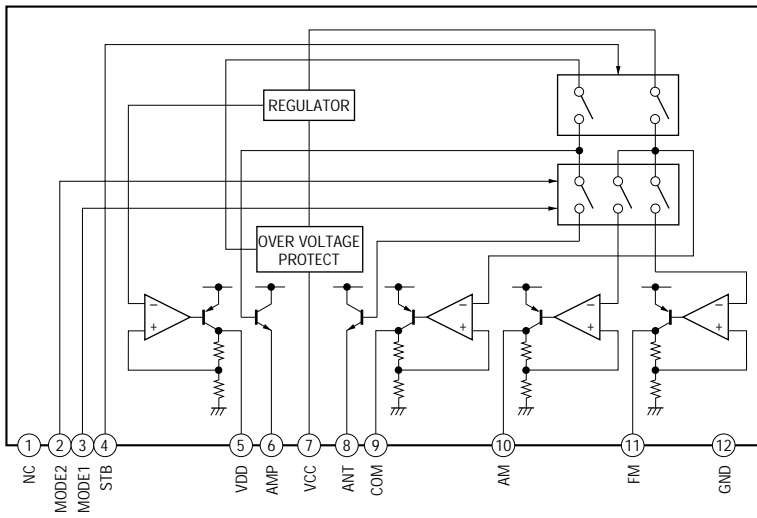 REGULATOR
OVER VOLTAGE
PROTECT
−
+
−
+
−
+
−
+
1 2 3 4 5 6 7 8 9 10 11 12
NC
MODE2
MODE1
STB
VDD
AMP
VCC
ANT
COM
AM
FM
GND